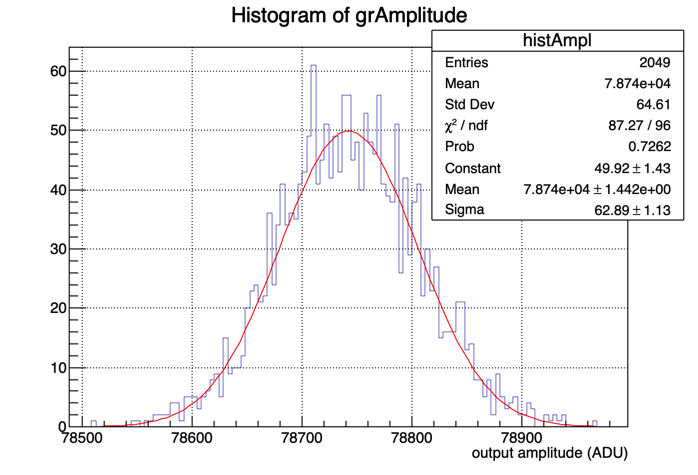 Histogram of grAmplitude
histAmpl
Entries 2049
Mean 7.874e+04
Std Dev 64.61
χ² / ndf 87.27 / 96
Prob 0.7262
Constant 49.92 ± 1.43
Mean 7.874e+04 ± 1.442e+00
Sigma 62.89 ± 1.13
60
50
40
30
20
10
0
78500 78600 78700 78800 78900
output amplitude (ADU)